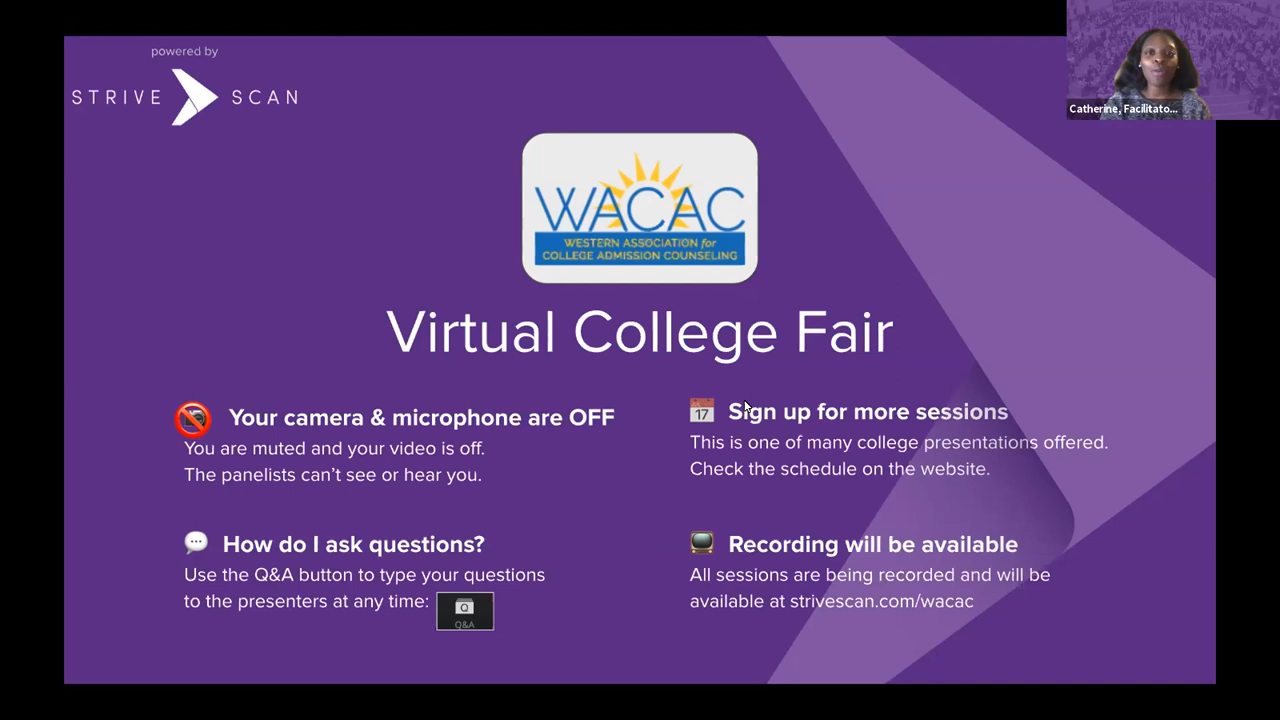 powered by
STRIVE SCAN
Catherine, Facilitato...
WACAC
WESTERN ASSOCIATION for
COLLEGE ADMISSION COUNSELING
Virtual College Fair
Your camera & microphone are OFF
You are muted and your video is off.
The panelists can't see or hear you.
17 Sign up for more sessions
This is one of many college presentations offered.
Check the schedule on the website.
How do I ask questions?
Use the Q&A button to type your questions
to the presenters at any time:
Q
Q&A
Recording will be available
All sessions are being recorded and will be
available at strivescan.com/wacac